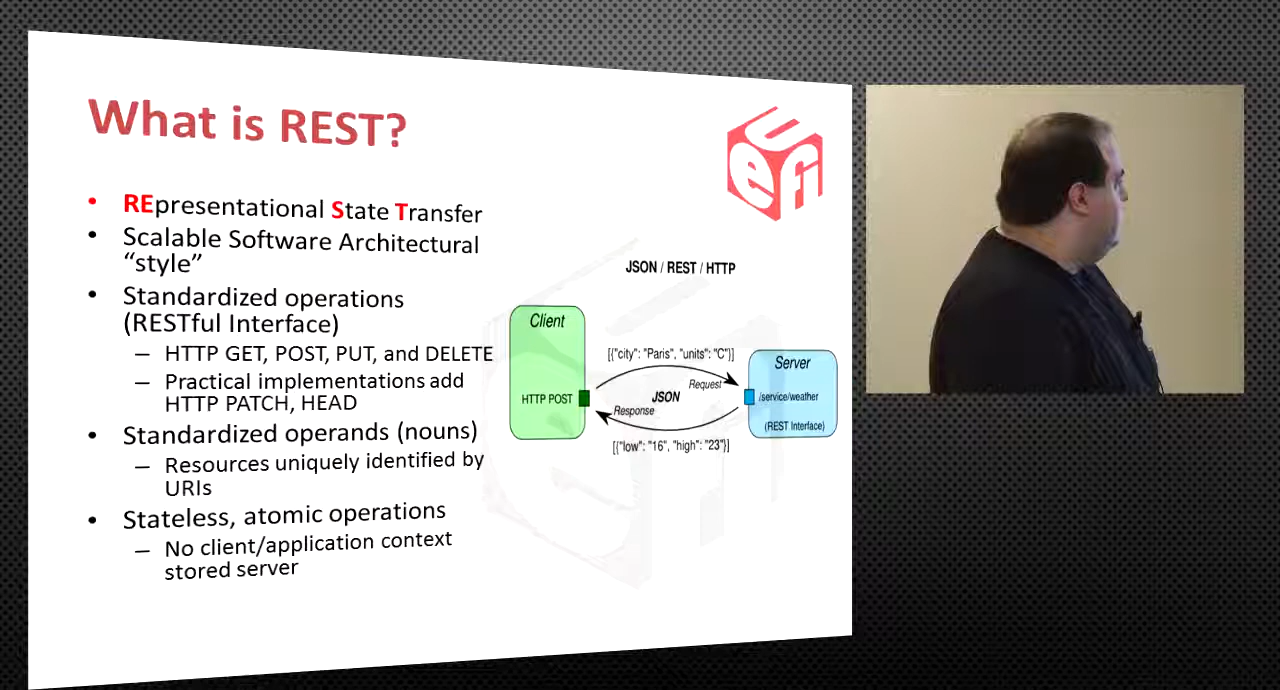 What is REST?
uefi
• REpresentational State Transfer
• Scalable Software Architectural
“style”
• Standardized operations
(RESTful Interface)
– HTTP GET, POST, PUT, and DELETE
– Practical implementations add
HTTP PATCH, HEAD
• Standardized operands (nouns)
– Resources uniquely identified by
URIs
• Stateless, atomic operations
– No client/application context
stored server
JSON / REST / HTTP
Client
HTTP POST
[{"city": "Paris", "units": "C"}]
Request
JSON
Response
[{"low": "16", "high": "23"}]
Server
/service/weather
(REST Interface)